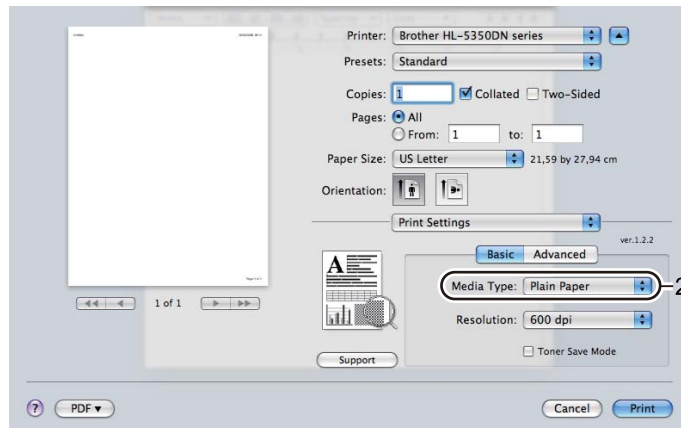 Printer: Brother HL-5350DN series
Presets: Standard
Copies: 1 Collated Two-Sided
Pages: All
From: 1 to: 1
Paper Size: US Letter 21,59 by 27,94 cm
Orientation:
Print Settings
ver.1.2.2
Basic Advanced
A
Media Type: Plain Paper 2
1 of 1
Resolution: 600 dpi
Toner Save Mode
Support
? PDF Cancel Print